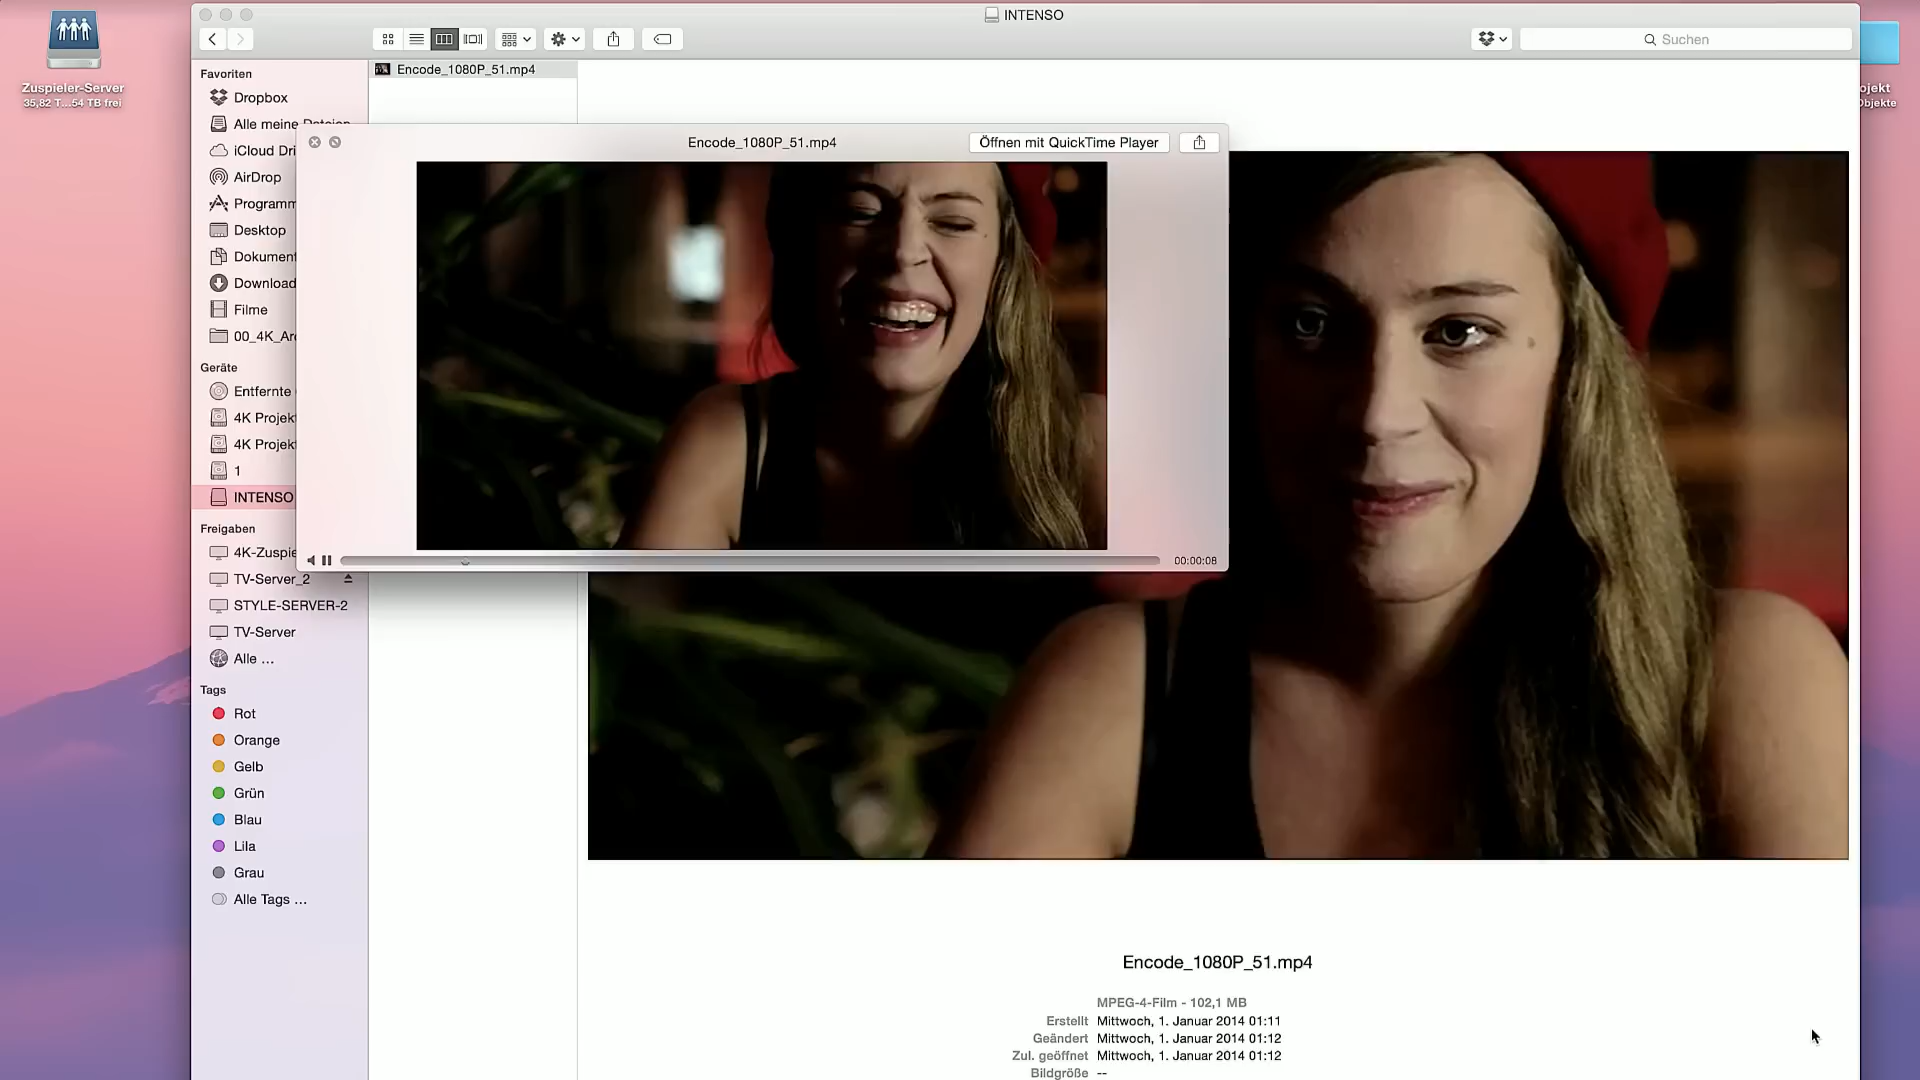 INTENSO
Suchen
Zuspieler-Server
35,82 T...54 TB frei
ojekt
Objekte
Favoriten
Dropbox
Alle meine Dateien
iCloud Dri
AirDrop
Programm
Desktop
Dokument
Download
Filme
00_4K_Arc
Geräte
Entfernte
4K Projekt
4K Projekt
1
INTENSO
Freigaben
4K-Zuspie
TV-Server_2
STYLE-SERVER-2
TV-Server
Alle ...
Tags
Rot
Orange
Gelb
Grün
Blau
Lila
Grau
Alle Tags ...
Encode_1080P_51.mp4
Encode_1080P_51.mp4
Öffnen mit QuickTime Player
00:00:08
Encode_1080P_51.mp4
MPEG-4-Film - 102,1 MB
Erstellt Mittwoch, 1. Januar 2014 01:11
Geändert Mittwoch, 1. Januar 2014 01:12
Zul. geöffnet Mittwoch, 1. Januar 2014 01:12
Bildgröße --